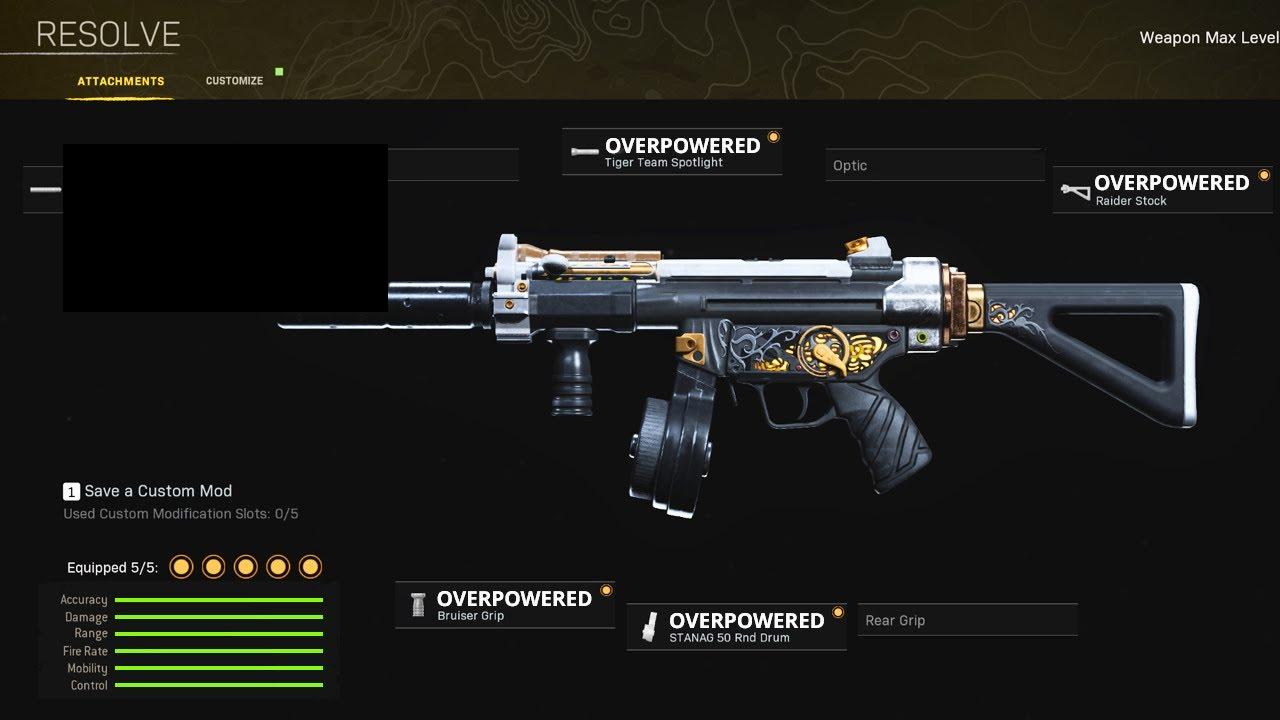 RESOLVE
Weapon Max Level
ATTACHMENTS
CUSTOMIZE
OVERPOWERED
Tiger Team Spotlight
Optic
OVERPOWERED
Raider Stock
1 Save a Custom Mod
Used Custom Modification Slots: 0/5
Equipped 5/5:
Accuracy
Damage
Range
Fire Rate
Mobility
Control
OVERPOWERED
Bruiser Grip
OVERPOWERED
STANAG 50 Rnd Drum
Rear Grip